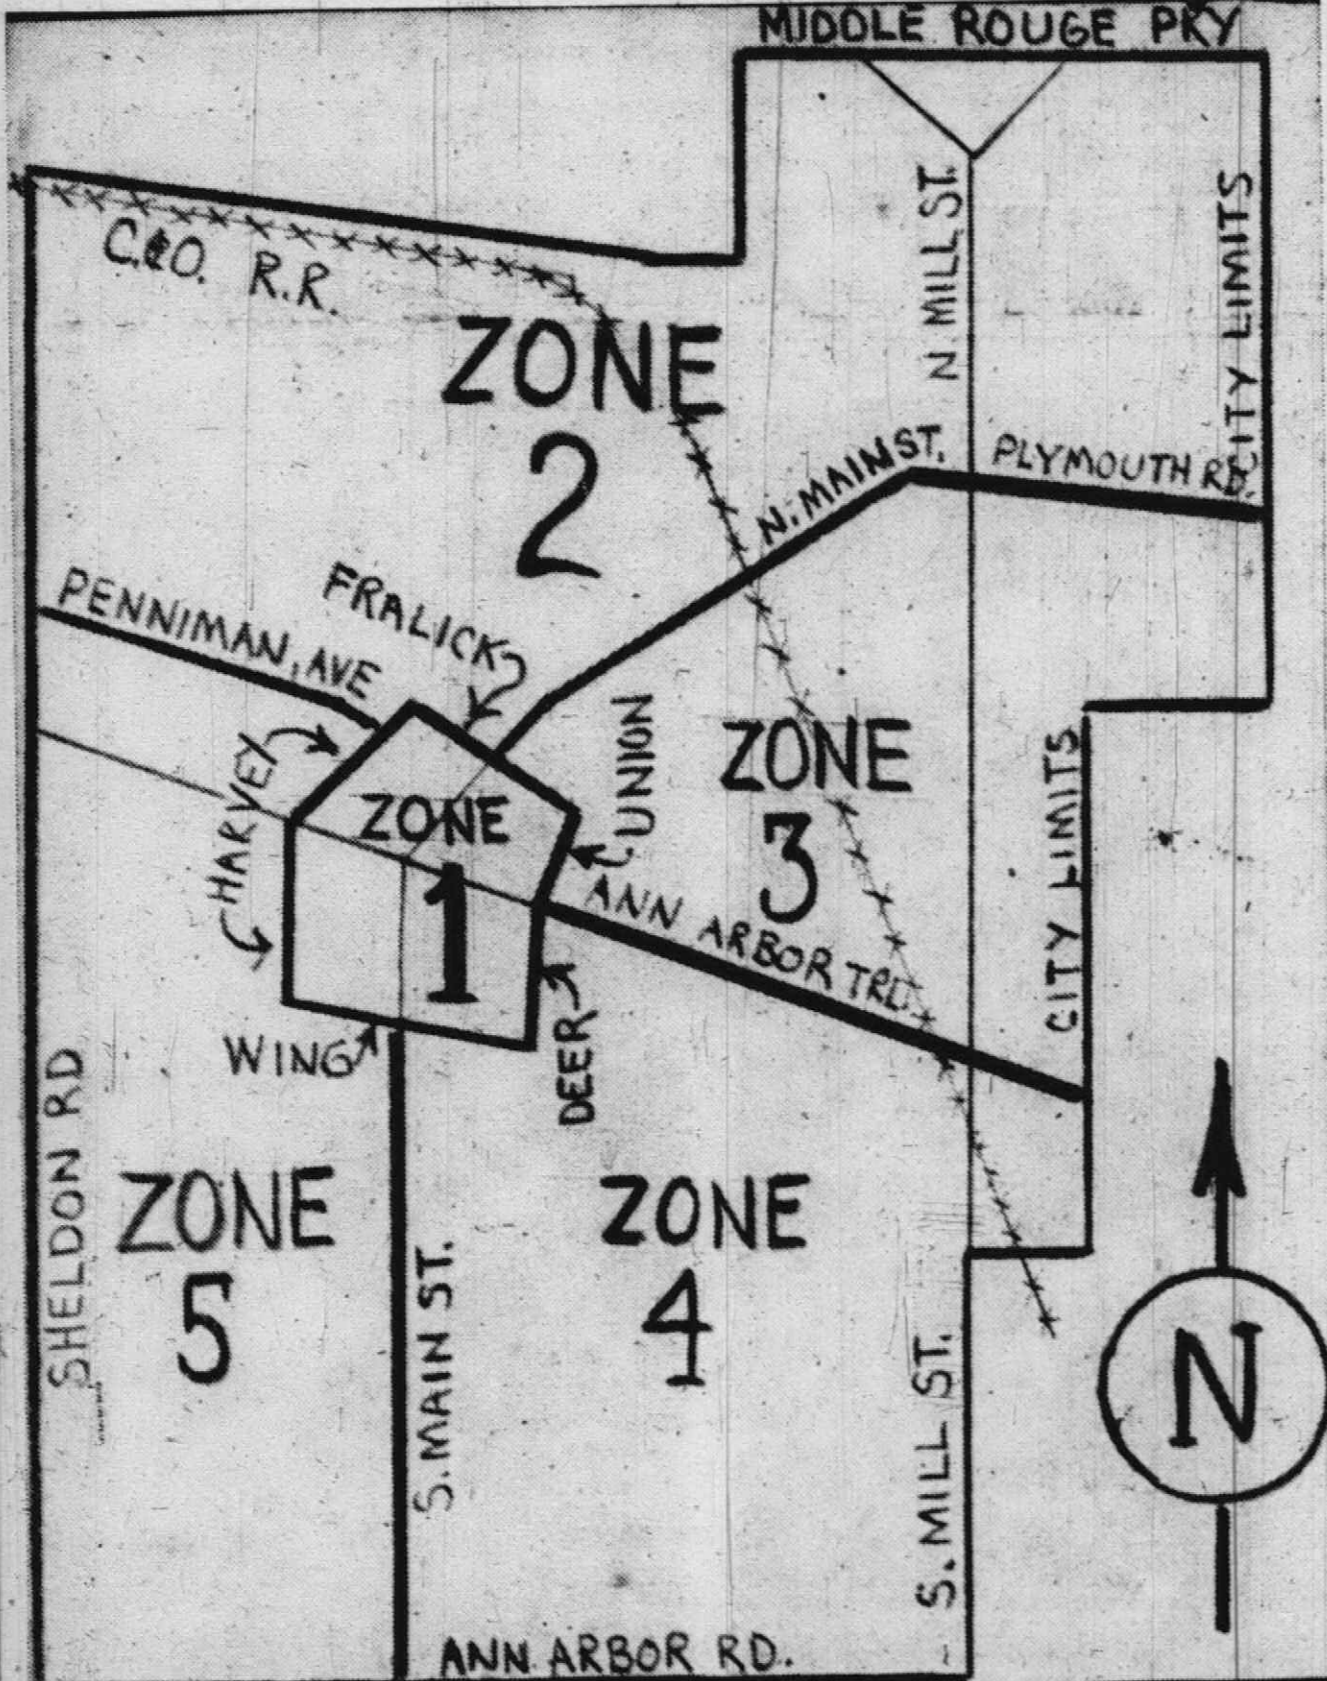 MIDDLE ROUGE PKY
C.&O. R.R.
N. MILL ST.
CITY LIMITS
ZONE
2
N. MAIN ST.
PLYMOUTH RD.
PENNIMAN, AVE
FRALICK
HARVEY
UNION
ZONE
1
ZONE
3
ANN ARBOR TRL.
CITY LIMITS
WING
DEER
SHELDON RD
ZONE
5
ZONE
4
S. MAIN ST.
S. MILL ST.
N
ANN ARBOR RD.